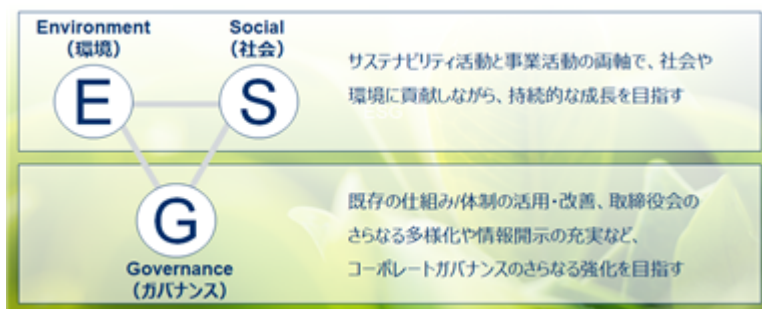 Environment
（環境）
Social
（社会）
E
S
サステナビリティ活動と事業活動の両軸で、社会や
環境に貢献しながら、持続的な成長を目指す
G
Governance
（ガバナンス）
既存の仕組み/体制の活用・改善、取締役会の
さらなる多様化や情報開示の充実など、
コーポレートガバナンスのさらなる強化を目指す